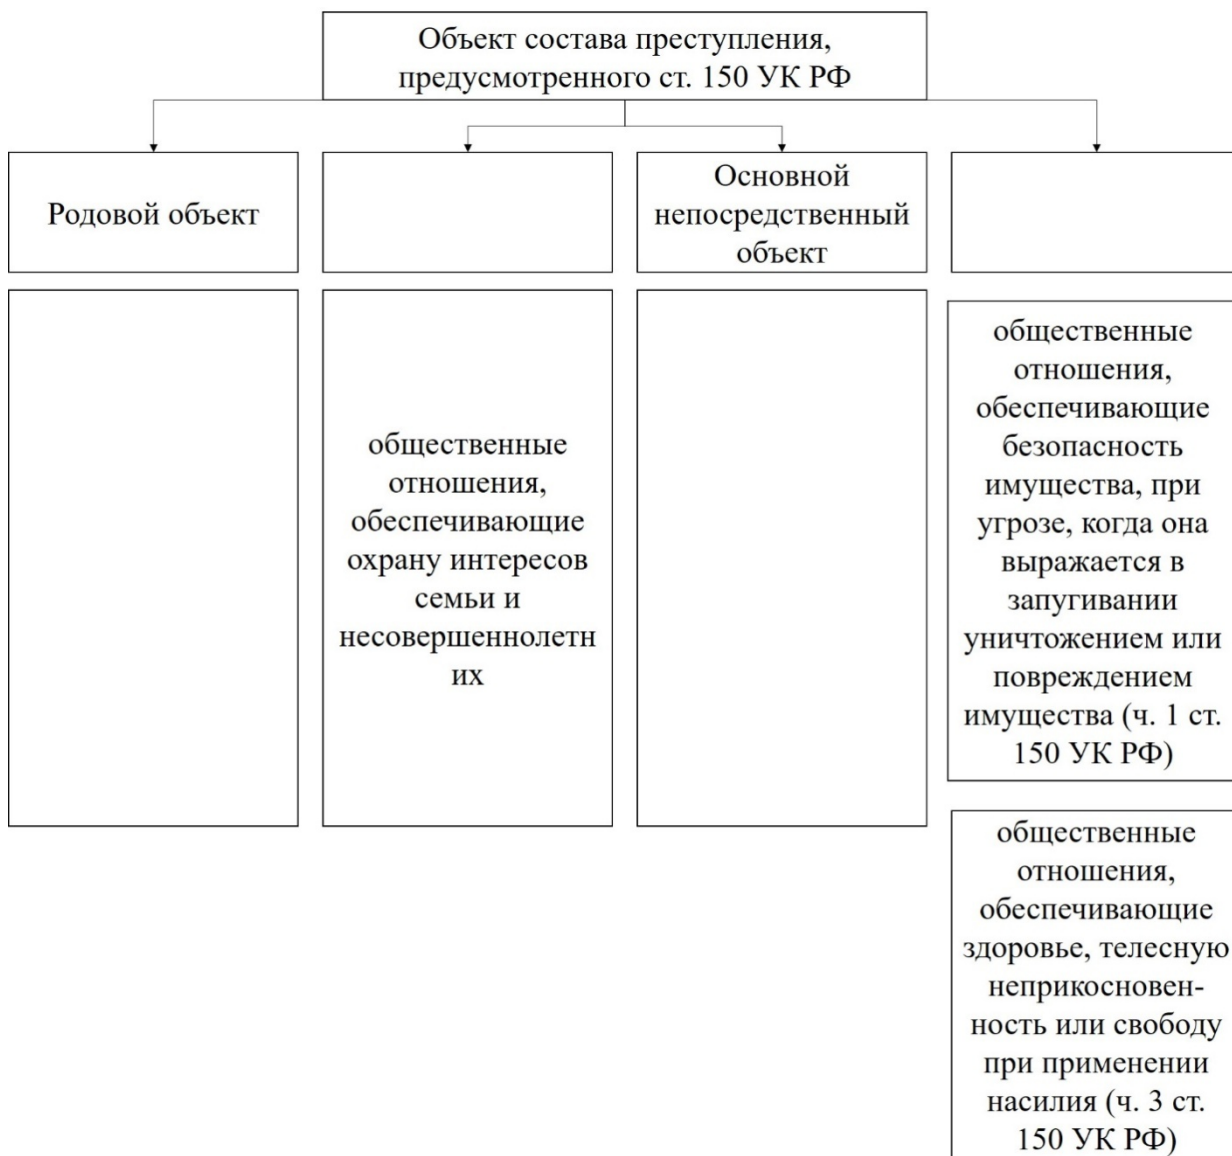 Объект состава преступления,
предусмотренного ст. 150 УК РФ
Родовой объект
Основной
непосредственный
объект
общественные
отношения,
обеспечивающие
охрану интересов
семьи и
несовершеннолетн
их
общественные
отношения,
обеспечивающие
безопасность
имущества, при
угрозе, когда она
выражается в
запугивании
уничтожением или
повреждением
имущества (ч. 1 ст.
150 УК РФ)
общественные
отношения,
обеспечивающие
здоровье, телесную
неприкосновен-
ность или свободу
при применении
насилия (ч. 3 ст.
150 УК РФ)